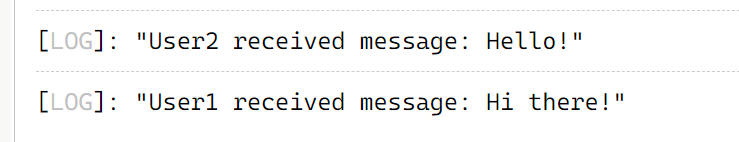 [LOG]: "User2 received message: Hello!"
[LOG]: "User1 received message: Hi there!"